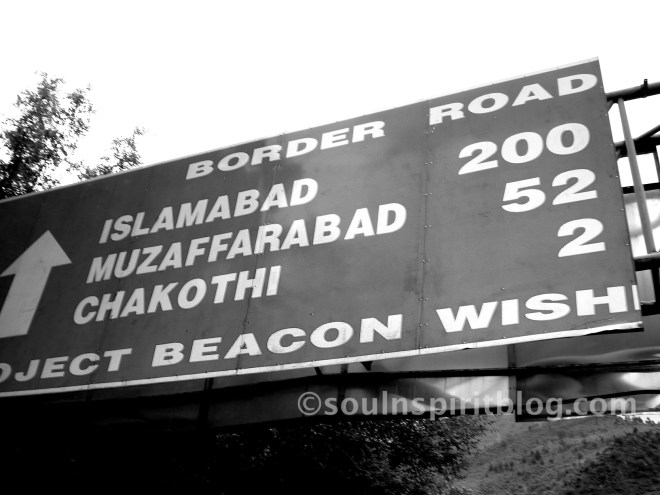 BORDER ROAD
ISLAMABAD 200
MUZAFFARABAD 52
CHAKOTHI 2
OJECT BEACON WISH
©soulnspiritblog.com